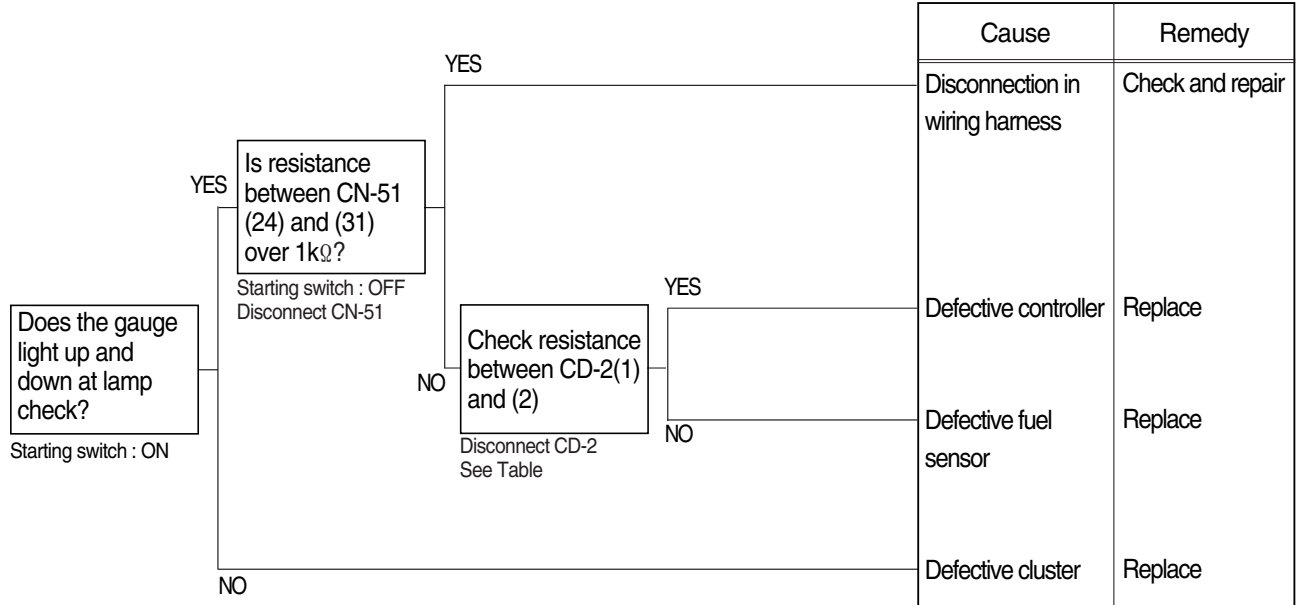 Cause
Remedy
YES
Disconnection in
wiring harness
Check and repair
YES
Is resistance
between CN-51
(24) and (31)
over 1kΩ?
Starting switch : OFF
Disconnect CN-51
YES
Defective controller
Replace
Does the gauge
light up and
down at lamp
check?
Starting switch : ON
NO
Check resistance
between CD-2(1)
and (2)
Disconnect CD-2
See Table
NO
Defective fuel
sensor
Replace
NO
Defective cluster
Replace